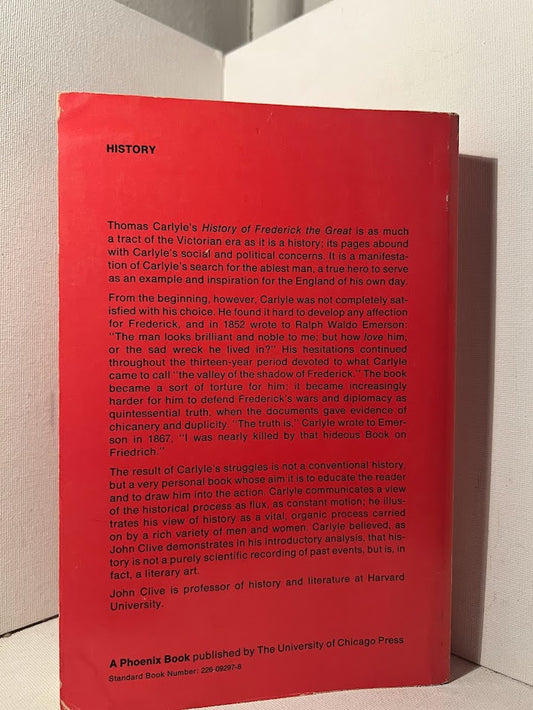 HISTORY
Thomas Carlyle's History of Frederick the Great is as much
a tract of the Victorian era as it is a history; its pages abound
with Carlyle's social and political concerns. It is a manifesta-
tion of Carlyle's search for the ablest man, a true hero to serve
as an example and inspiration for the England of his own day.
From the beginning, however, Carlyle was not completely sat-
isfied with his choice. He found it hard to develop any affection
for Frederick, and in 1852 wrote to Ralph Waldo Emerson:
"The man looks brilliant and noble to me; but how love him,
or the sad wreck he lived in?" His hesitations continued
throughout the thirteen-year period devoted to what Carlyle
came to call "the valley of the shadow of Frederick." The book
became a sort of torture for him; it became increasingly
harder for him to defend Frederick's wars and diplomacy as
quintessential truth, when the documents gave evidence of
chicanery and duplicity. "The truth is," Carlyle wrote to Emer-
son in 1867, "I was nearly killed by that hideous Book on
Friedrich."
The result of Carlyle's struggles is not a conventional history,
but a very personal book whose aim it is to educate the reader
and to draw him into the action. Carlyle communicates a view
of the historical process as flux, as constant motion; he illus-
trates his view of history as a vital, organic process carried
on by a rich variety of men and women. Carlyle believed, as
John Clive demonstrates in his introductory analysis, that his-
tory is not a purely scientific recording of past events, but is, in
fact, a literary art.
John Clive is professor of history and literature at Harvard
University.
A Phoenix Book published by The University of Chicago Press
Standard Book Number: 226-09297-8